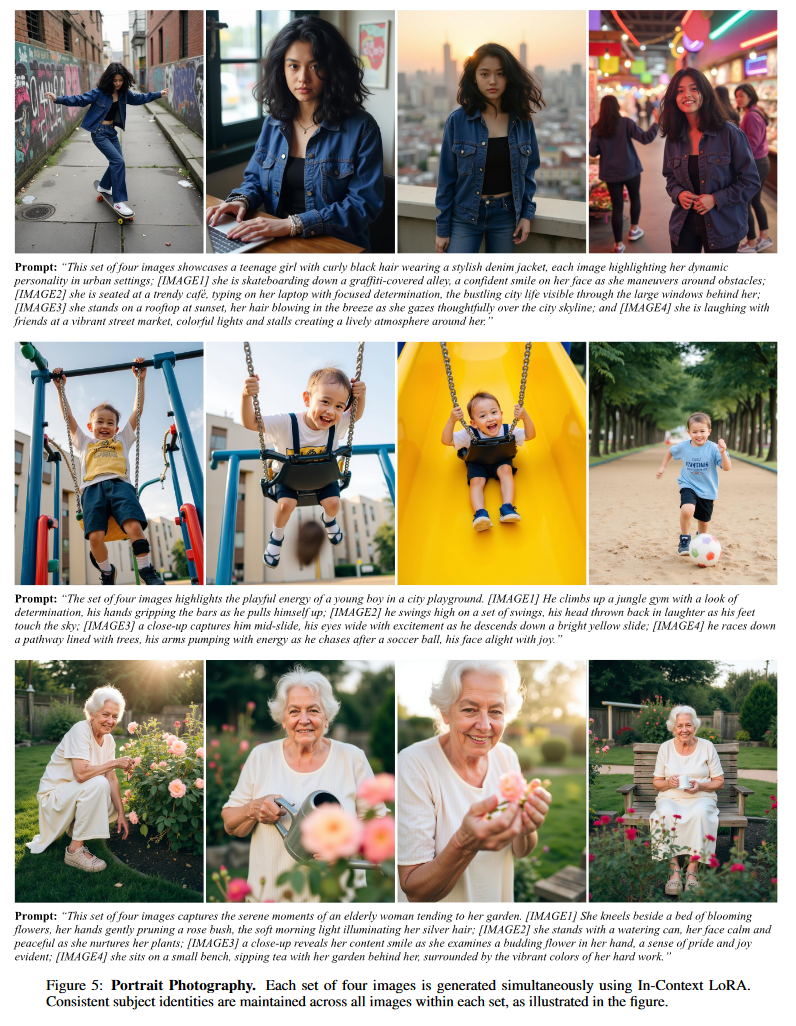 Prompt: “This set of four images showcases a teenage girl with curly black hair wearing a stylish denim jacket, each image highlighting her dynamic
personality in urban settings; [IMAGE1] she is skateboarding down a graffiti-covered alley, a confident smile on her face as she maneuvers around obstacles;
[IMAGE2] she is seated at a trendy café, typing on her laptop with focused determination, the bustling city life visible through the large windows behind her;
[IMAGE3] she stands on a rooftop at sunset, her hair blowing in the breeze as she gazes thoughtfully over the city skyline; and [IMAGE4] she is laughing with
friends at a vibrant street market, colorful lights and stalls creating a lively atmosphere around her.”
Prompt: “The set of four images highlights the playful energy of a young boy in a city playground. [IMAGE1] He climbs up a jungle gym with a look of
determination, his hands gripping the bars as he pulls himself up; [IMAGE2] he swings high on a set of swings, his head thrown back in laughter as his feet
touch the sky; [IMAGE3] a close-up captures him mid-slide, his eyes wide with excitement as he descends down a bright yellow slide; [IMAGE4] he races down
a pathway lined with trees, his arms pumping with energy as he chases after a soccer ball, his face alight with joy.”
Prompt: “This set of four images captures the serene moments of an elderly woman tending to her garden. [IMAGE1] She kneels beside a bed of blooming
flowers, her hands gently pruning a rose bush, the soft morning light illuminating her silver hair; [IMAGE2] she stands with a watering can, her face calm and
peaceful as she nurtures her plants; [IMAGE3] a close-up reveals her content smile as she examines a budding flower in her hand, a sense of pride and joy
evident; [IMAGE4] she sits on a small bench, sipping tea with her garden behind her, surrounded by the vibrant colors of her hard work.”
Figure 5: Portrait Photography. Each set of four images is generated simultaneously using In-Context LoRA.
Consistent subject identities are maintained across all images within each set, as illustrated in the figure.